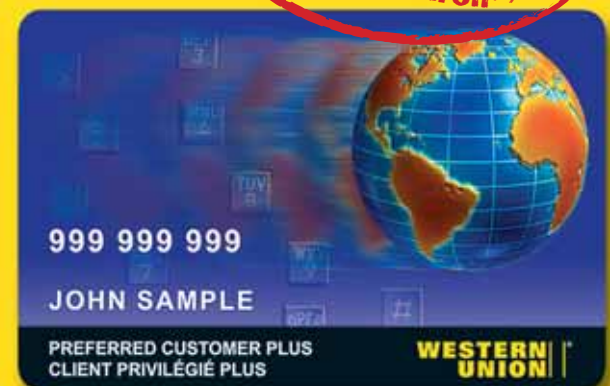 999 999 999
JOHN SAMPLE
PREFERRED CUSTOMER PLUS
CLIENT PRIVILÉGIÉ PLUS
WESTERN
UNION